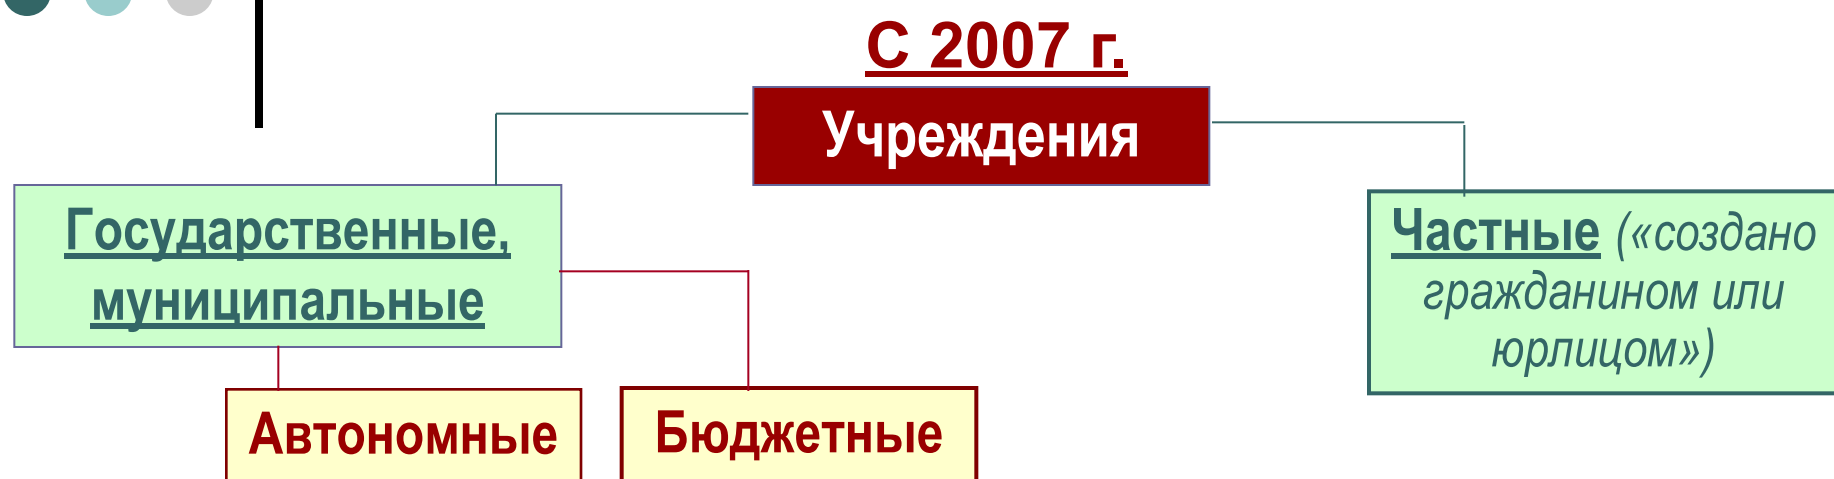 С 2007 г.
Учреждения
Государственные,
муниципальные
Частные («создано
гражданином или
юрлицом»)
Автономные
Бюджетные